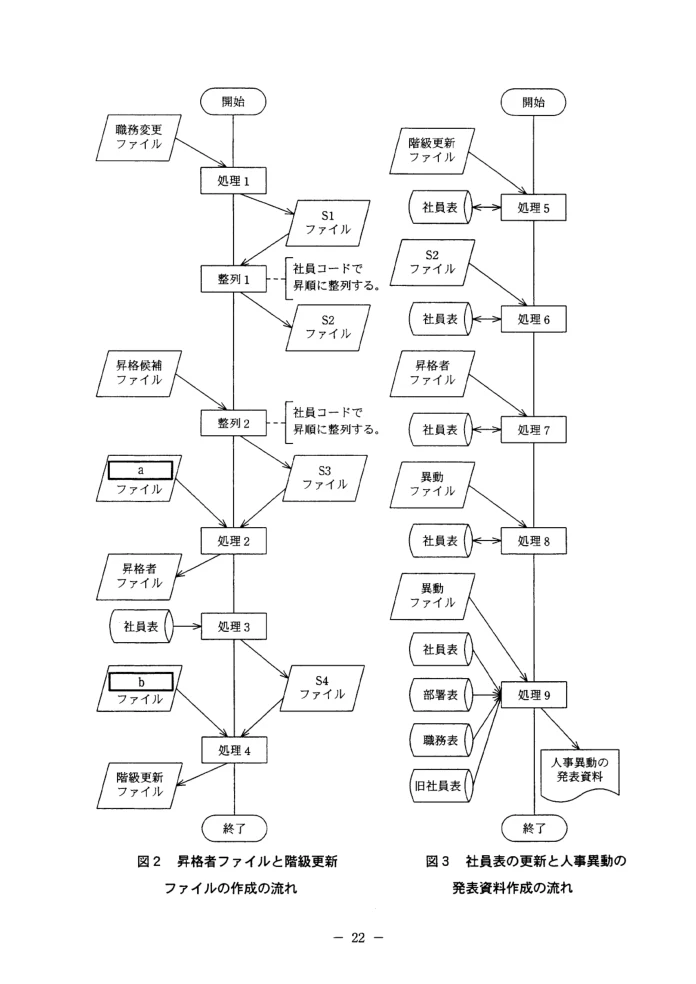 開始
職務変更
ファイル
処理1
S1
ファイル
整列1
社員コードで
昇順に整列する。
S2
ファイル
昇格候補
ファイル
整列2
社員コードで
昇順に整列する。
a
ファイル
S3
ファイル
処理2
昇格者
ファイル
社員表
処理3
b
ファイル
S4
ファイル
処理4
階級更新
ファイル
終了
図2 昇格者ファイルと階級更新
ファイルの作成の流れ
開始
階級更新
ファイル
社員表
処理5
S2
ファイル
社員表
処理6
昇格者
ファイル
社員表
処理7
異動
ファイル
社員表
処理8
異動
ファイル
社員表
部署表
処理9
職務表
旧社員表
人事異動の
発表資料
終了
図3 社員表の更新と人事異動の
発表資料作成の流れ
— 22 —